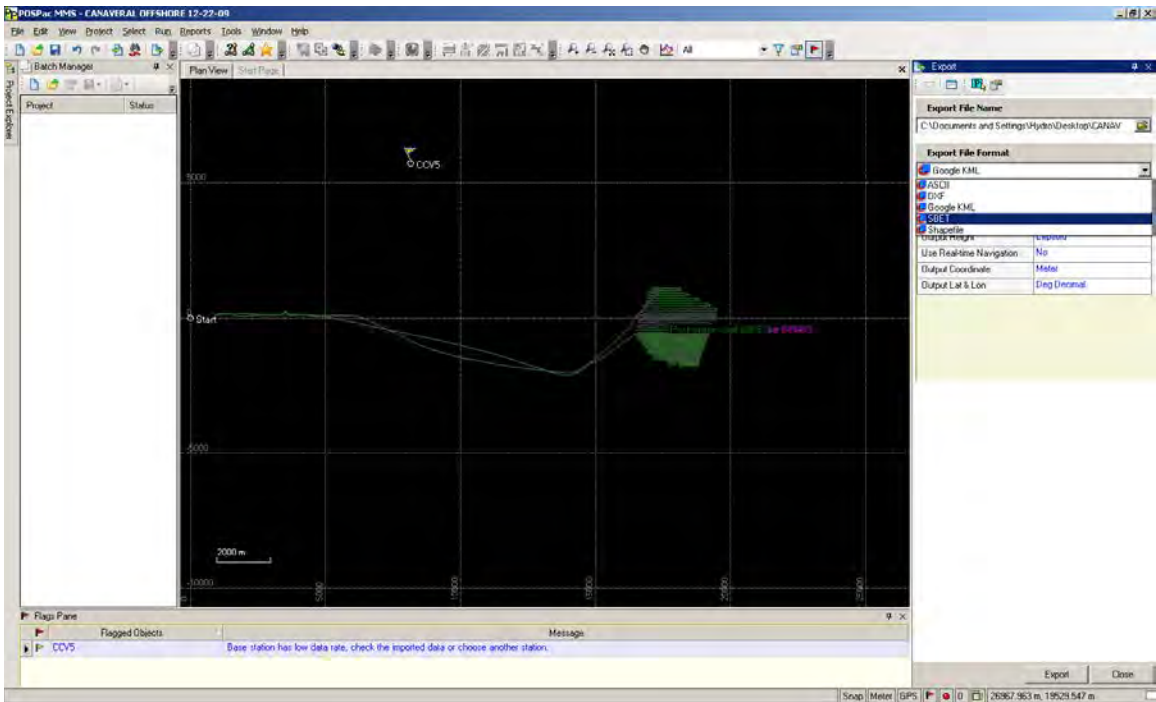 POSPac MMS - CANAVERAL OFFSHORE 12-22-09
File Edit View Project Select Run Reports Tools Window Help
All
Project Explorer
Batch Manager
Project Status
Plan View Start Page
CCV5
5000
Start
-5000
2000 m
-10000
0 5000 10000 15000 20000 25000
Export
Export File Name
C:\Documents and Settings\Hydro\Desktop\CANAV
Export File Format
Google KML
ASCII
DXF
Google KML
SBET
Shapefile
Output Height Ellipsoid
Use Real-time Navigation No
Output Coordinate Meter
Output Lat & Lon Deg Decimal
Flags Pane
Flagged Objects Message
CCV5 Base station has low data rate, check the imported data or choose another station.
Export Close
Snap Meter GPS 0 26967.963 m, 19529.547 m